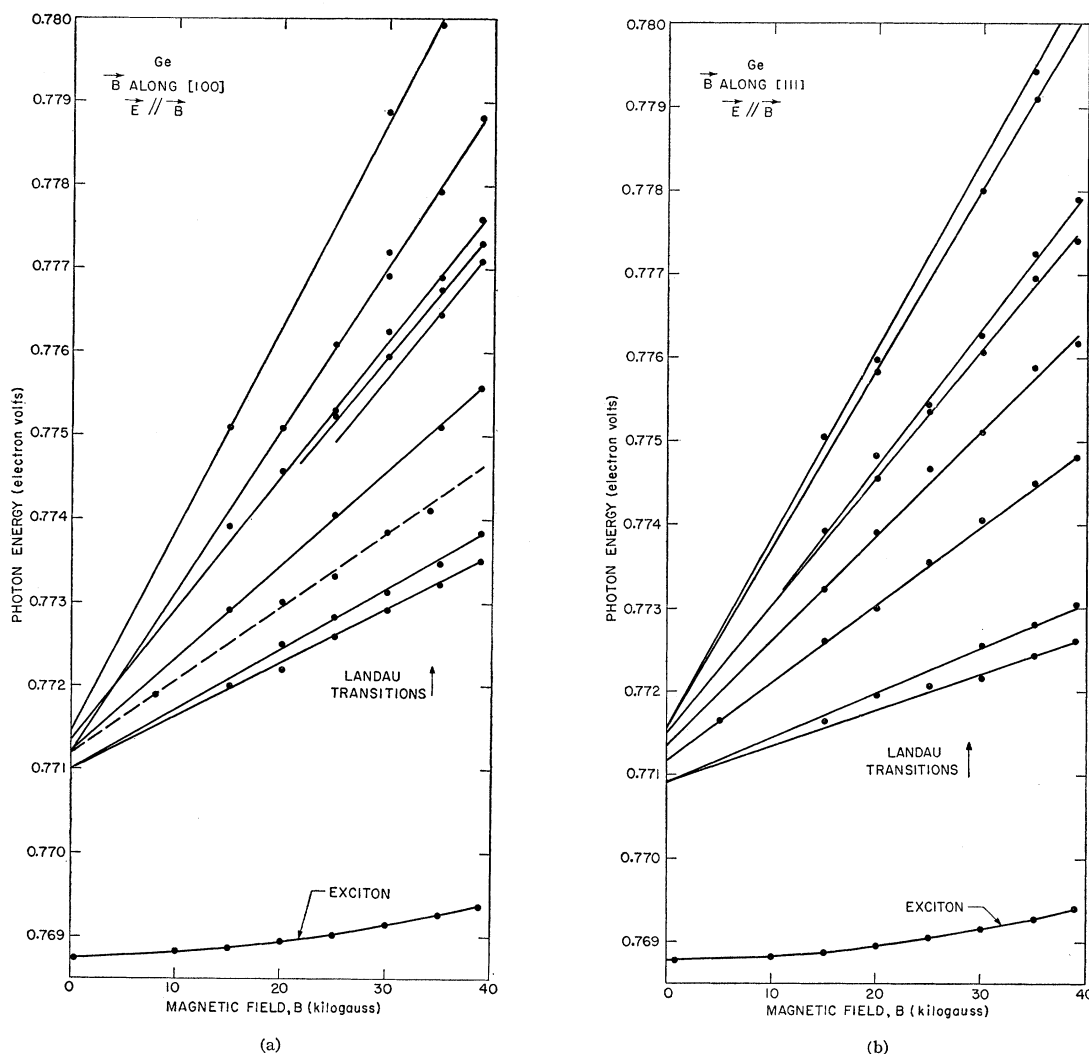 Ge
B ALONG [100]
E // B
0.780
0.779
0.778
0.777
0.776
0.775
0.774
0.773
0.772
0.771
0.770
0.769
PHOTON ENERGY (electron volts)
LANDAU
TRANSITIONS
EXCITON
0 10 20 30 40
MAGNETIC FIELD, B (kilogauss)
(a)
Ge
B ALONG [111]
E // B
0.780
0.779
0.778
0.777
0.776
0.775
0.774
0.773
0.772
0.771
0.770
0.769
PHOTON ENERGY (electron volts)
LANDAU
TRANSITIONS
EXCITON
0 10 20 30 40
MAGNETIC FIELD, B (kilogauss)
(b)